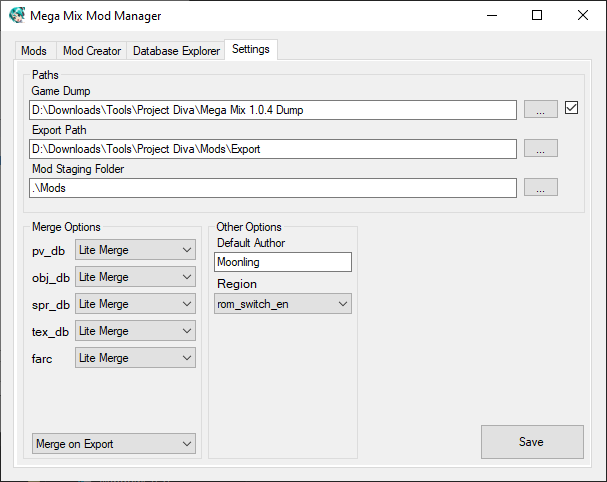 Mega Mix Mod Manager
Mods Mod Creator Database Explorer Settings
Paths
Game Dump
D:\Downloads\Tools\Project Diva\Mega Mix 1.0.4 Dump ...
Export Path
D:\Downloads\Tools\Project Diva\Mods\Export ...
Mod Staging Folder
.\Mods ...
Merge Options
pv_db Lite Merge
obj_db Lite Merge
spr_db Lite Merge
tex_db Lite Merge
farc Lite Merge
Merge on Export
Other Options
Default Author
Moonling
Region
rom_switch_en
Save